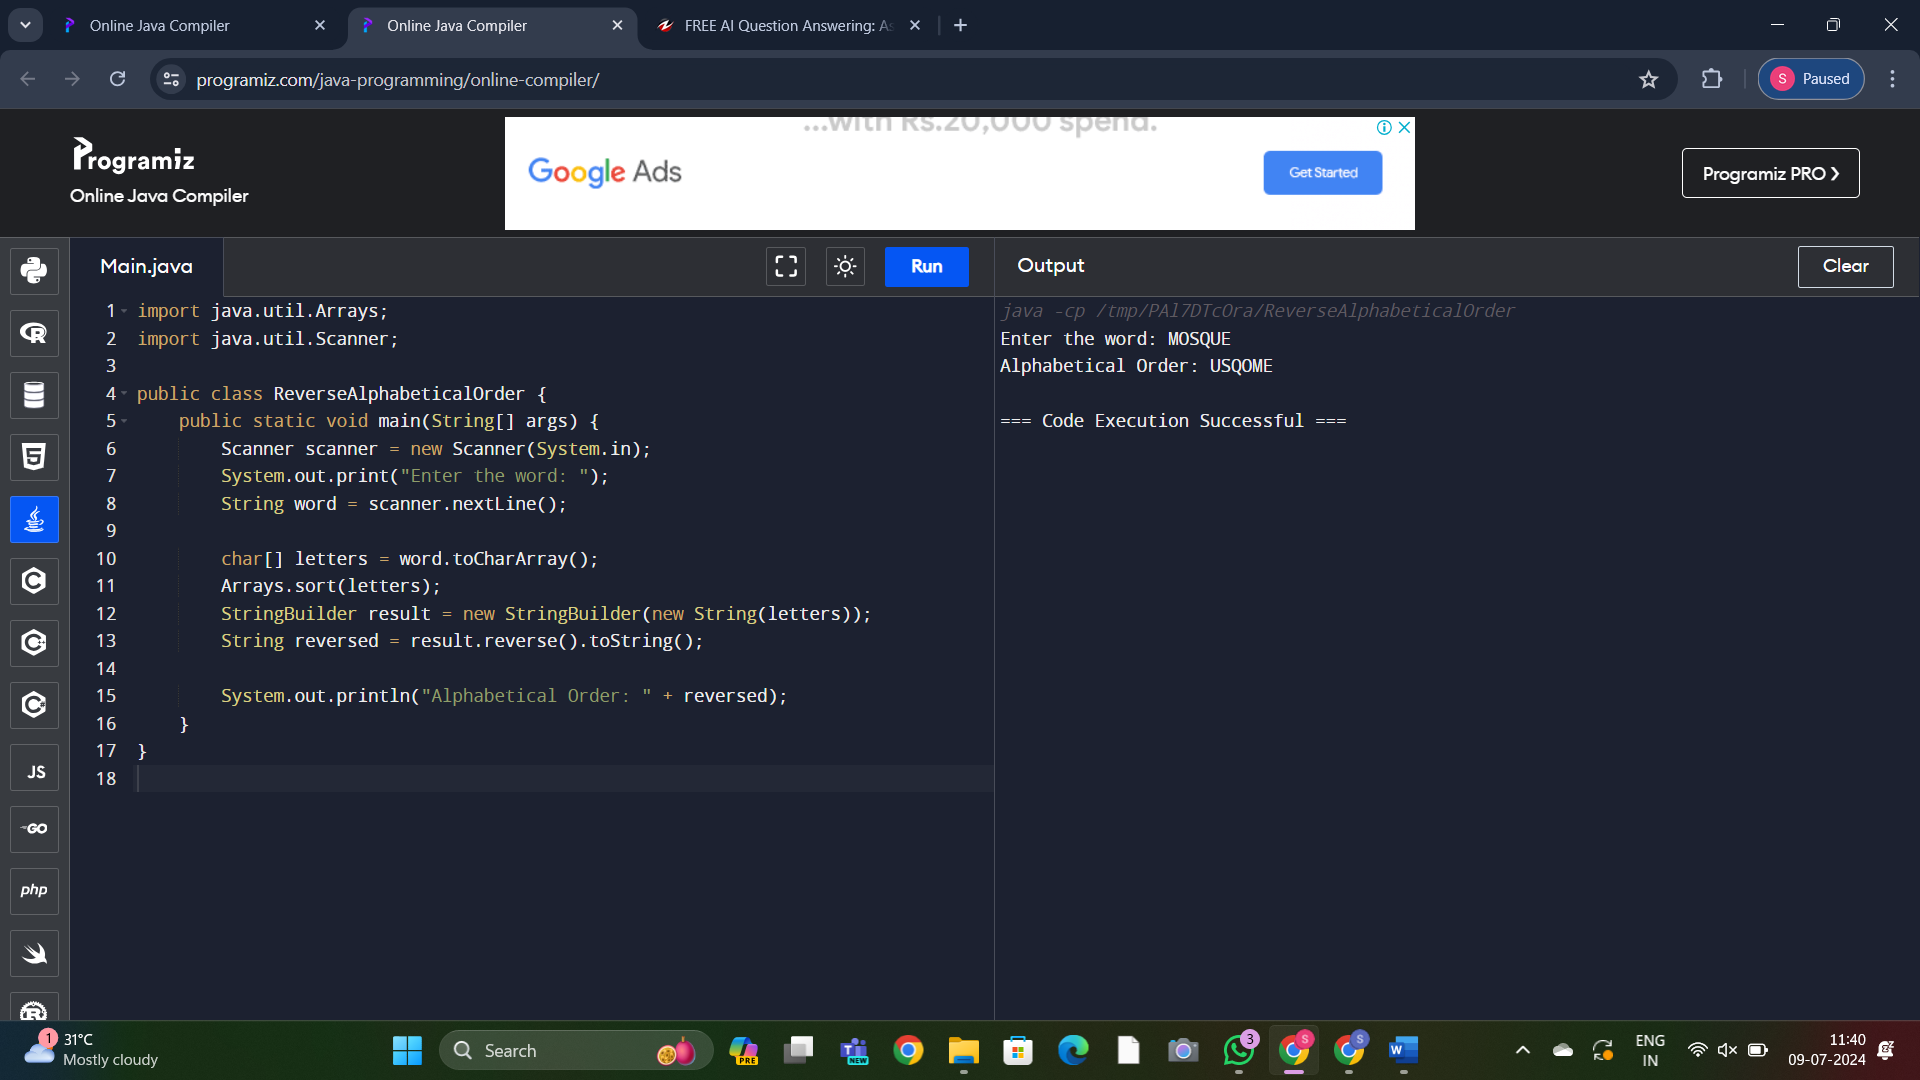 Online Java Compiler
Online Java Compiler
FREE AI Question Answering: As
programiz.com/java-programming/online-compiler/
S Paused
Programiz
Online Java Compiler
...with Rs.20,000 spend.
Google Ads
Get Started
Programiz PRO
Main.java
Run
Output
Clear
1 import java.util.Arrays;
2 import java.util.Scanner;
3
4 public class ReverseAlphabeticalOrder {
5     public static void main(String[] args) {
6         Scanner scanner = new Scanner(System.in);
7         System.out.print("Enter the word: ");
8         String word = scanner.nextLine();
9
10         char[] letters = word.toCharArray();
11         Arrays.sort(letters);
12         StringBuilder result = new StringBuilder(new String(letters));
13         String reversed = result.reverse().toString();
14
15         System.out.println("Alphabetical Order: " + reversed);
16     }
17 }
18
java -cp /tmp/PAl7DTcOra/ReverseAlphabeticalOrder
Enter the word: MOSQUE
Alphabetical Order: USQOME
=== Code Execution Successful ===
R
5
C
C
C
JS
GO
php
R
1
31°C
Mostly cloudy
Search
PRE
T
NEW
3
S
S
W
ENG
IN
11:40
09-07-2024